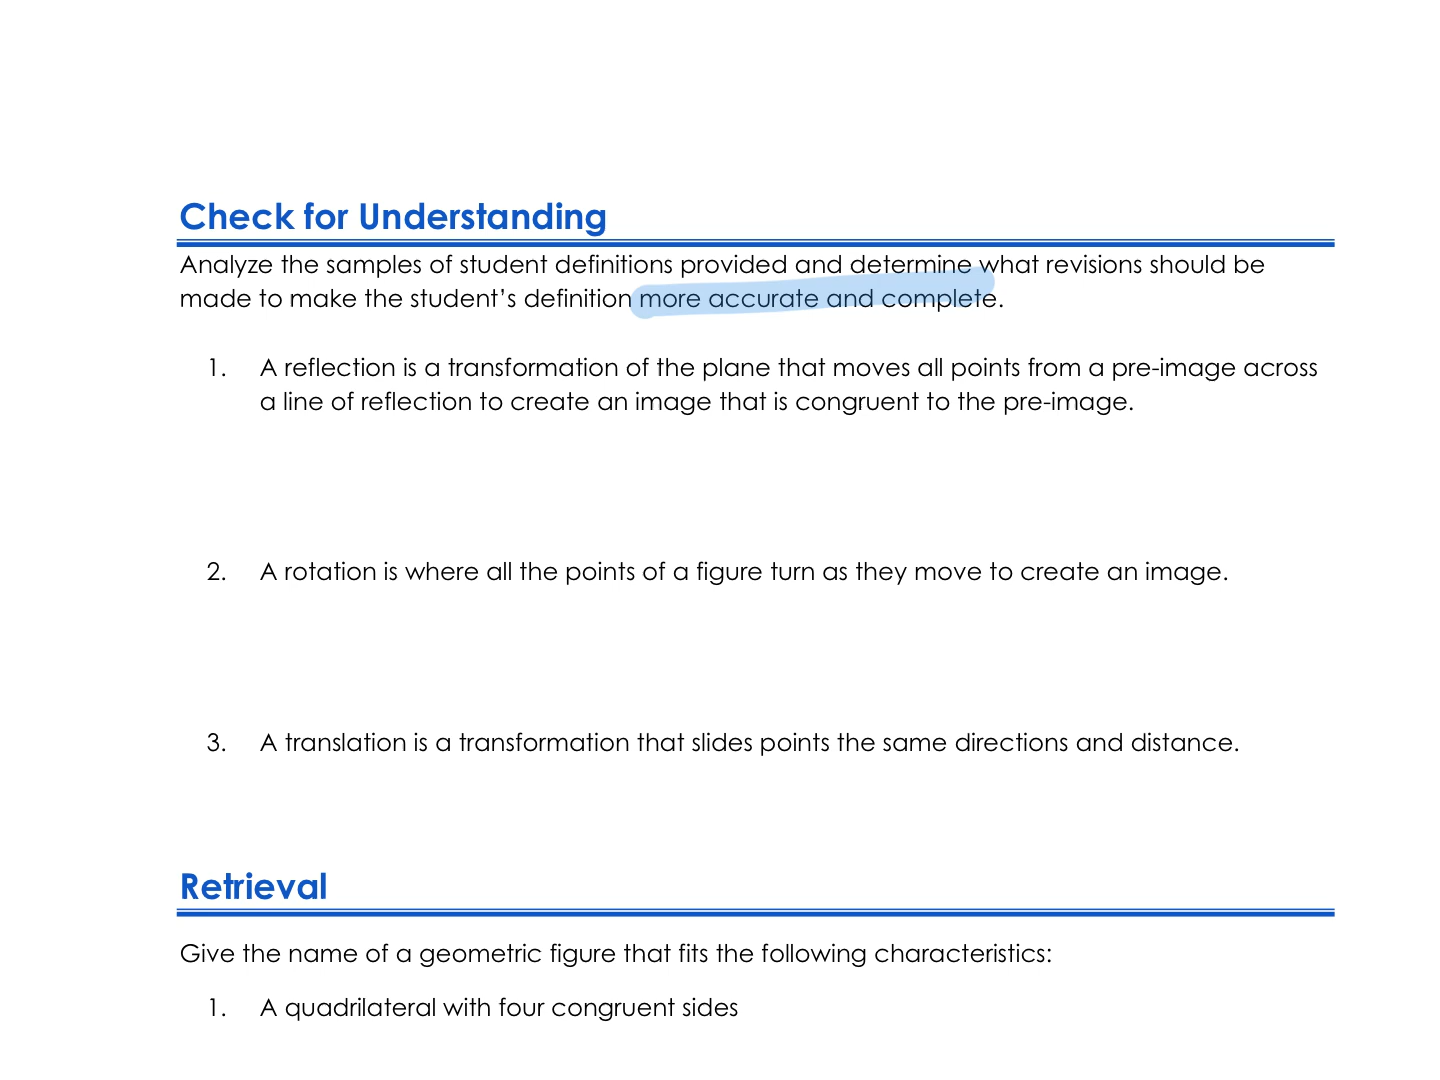 Check for Understanding
Analyze the samples of student definitions provided and determine what revisions should be
made to make the student’s definition more accurate and complete.
1. A reflection is a transformation of the plane that moves all points from a pre-image across
a line of reflection to create an image that is congruent to the pre-image.
2. A rotation is where all the points of a figure turn as they move to create an image.
3. A translation is a transformation that slides points the same directions and distance.
Retrieval
Give the name of a geometric figure that fits the following characteristics:
1. A quadrilateral with four congruent sides